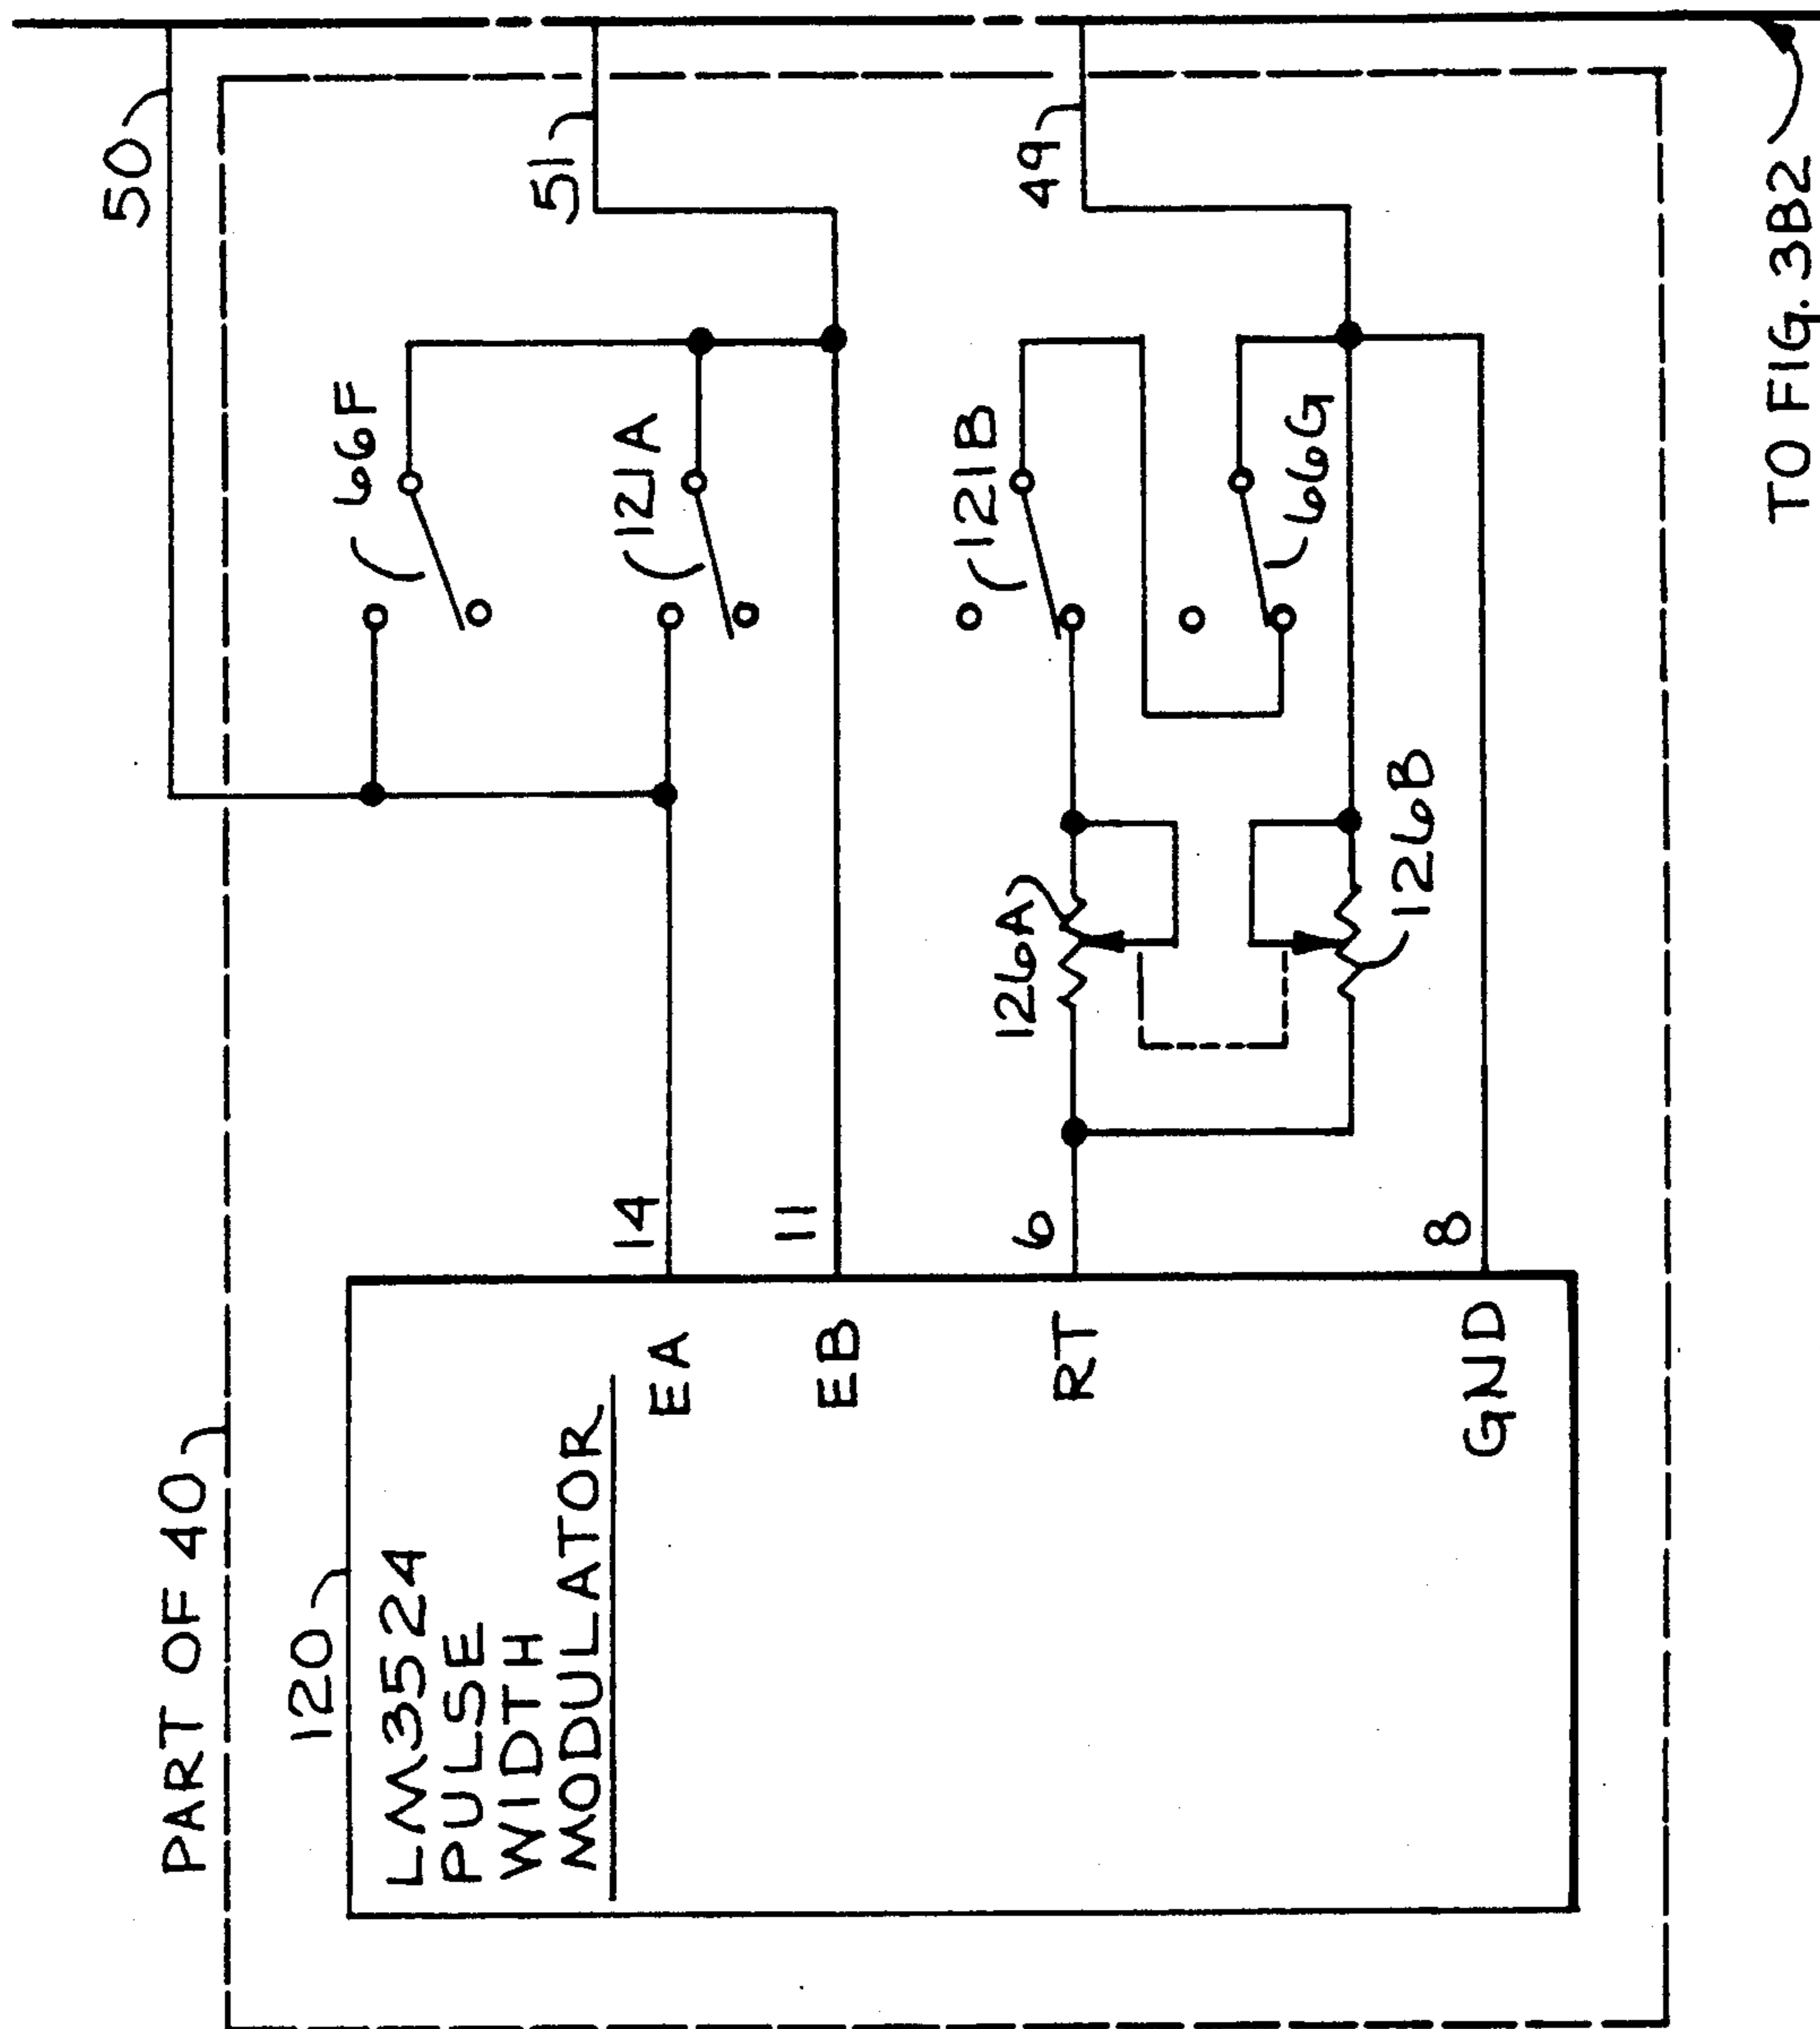 PART OF 40
120
LM3524
PULSE
WIDTH
MODULATOR
EA
14
EB
11
RT
6
GND
8
50
51
49
66F
121A
121B
66G
126A
126B
TO FIG. 3B2